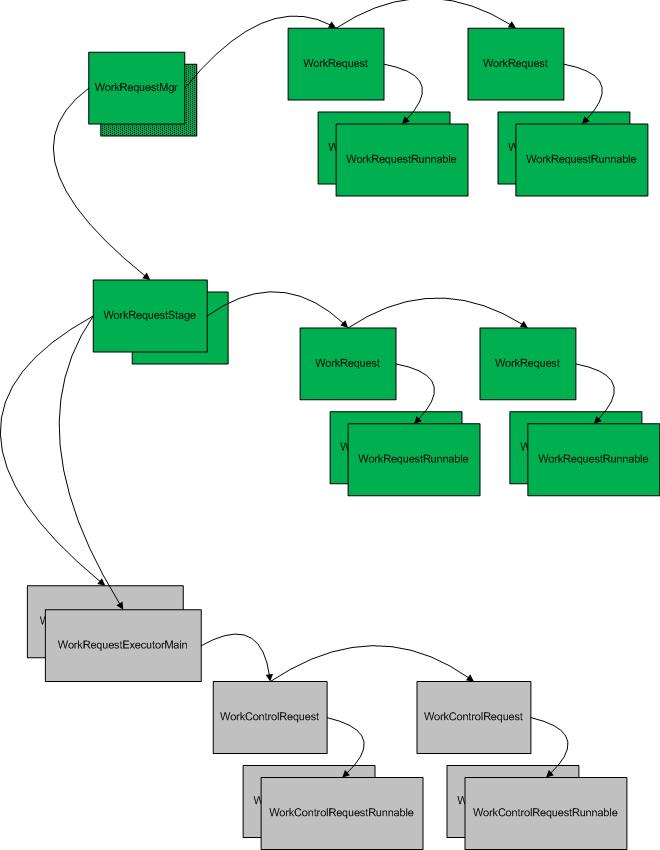 WorkRequestMgr
WorkRequest
WorkRequest
W
WorkRequestRunnable
W
WorkRequestRunnable
WorkRequestStage
WorkRequest
WorkRequest
W
WorkRequestRunnable
W
WorkRequestRunnable
W
WorkRequestExecutorMain
WorkControlRequest
WorkControlRequest
W
WorkControlRequestRunnable
W
WorkControlRequestRunnable